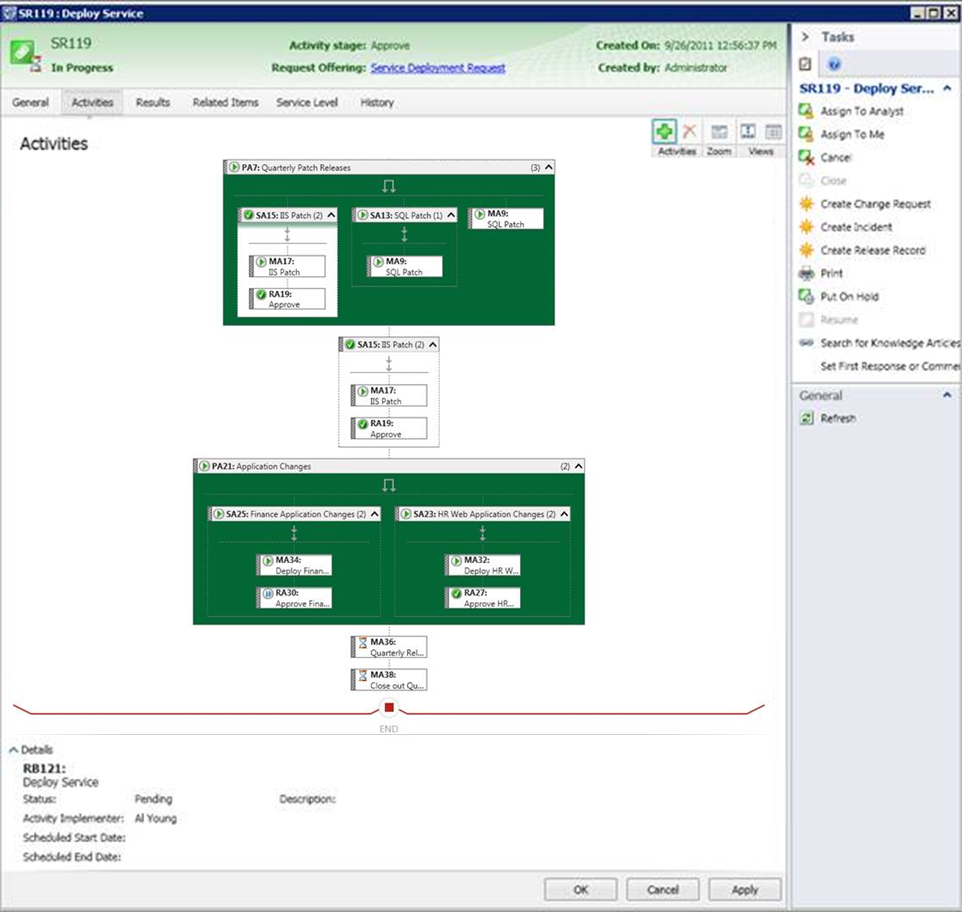 SR119 : Deploy Service
SR119
In Progress
Activity stage: Approve
Request Offering: Service Deployment Request
Created On: 9/26/2011 12:56:37 PM
Created by: Administrator
General Activities Results Related Items Service Level History
Activities
Activities Zoom Views
PA7: Quarterly Patch Releases (3)
SA15: IIS Patch (2)
MA17:
IIS Patch
RA19:
Approve
SA13: SQL Patch (1)
MA9:
SQL Patch
MA9:
SQL Patch
SA15: IIS Patch (2)
MA17:
IIS Patch
RA19:
Approve
PA21: Application Changes (2)
SA25: Finance Application Changes (2)
MA34:
Deploy Finan...
RA30:
Approve Fina...
SA23: HR Web Application Changes (2)
MA32:
Deploy HR W...
RA27:
Approve HR...
MA36:
Quarterly Rel...
MA38:
Close out Qu...
END
Details
RB121:
Deploy Service
Status: Pending Description:
Activity Implementer: Al Young
Scheduled Start Date:
Scheduled End Date:
OK Cancel Apply
Tasks
SR119 - Deploy Ser...
Assign To Analyst
Assign To Me
Cancel
Close
Create Change Request
Create Incident
Create Release Record
Print
Put On Hold
Resume
Search for Knowledge Articles
Set First Response or Comme
General
Refresh